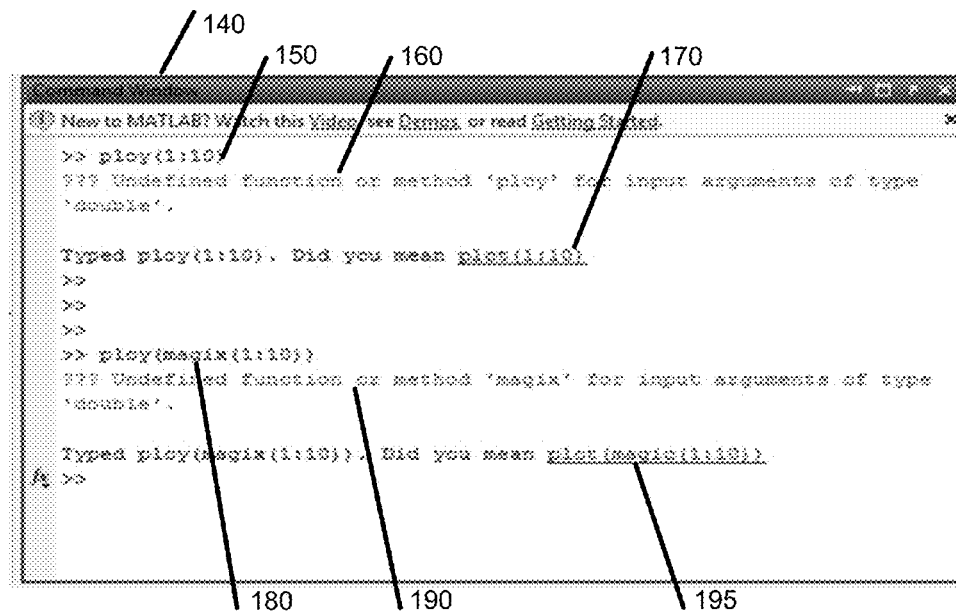 140
150 160 170
Command Window
New to MATLAB? Watch this Video, see Demos, or read Getting Started.
>> ploy(1:10)
??? Undefined function or method 'ploy' for input arguments of type
'double'.
Typed ploy(1:10). Did you mean plot(1:10)
>>
>>
>>
>> ploy(magix(1:10))
??? Undefined function or method 'magix' for input arguments of type
'double'.
Typed ploy(magix(1:10)). Did you mean plot(magic(1:10))
fx >>
180 190 195